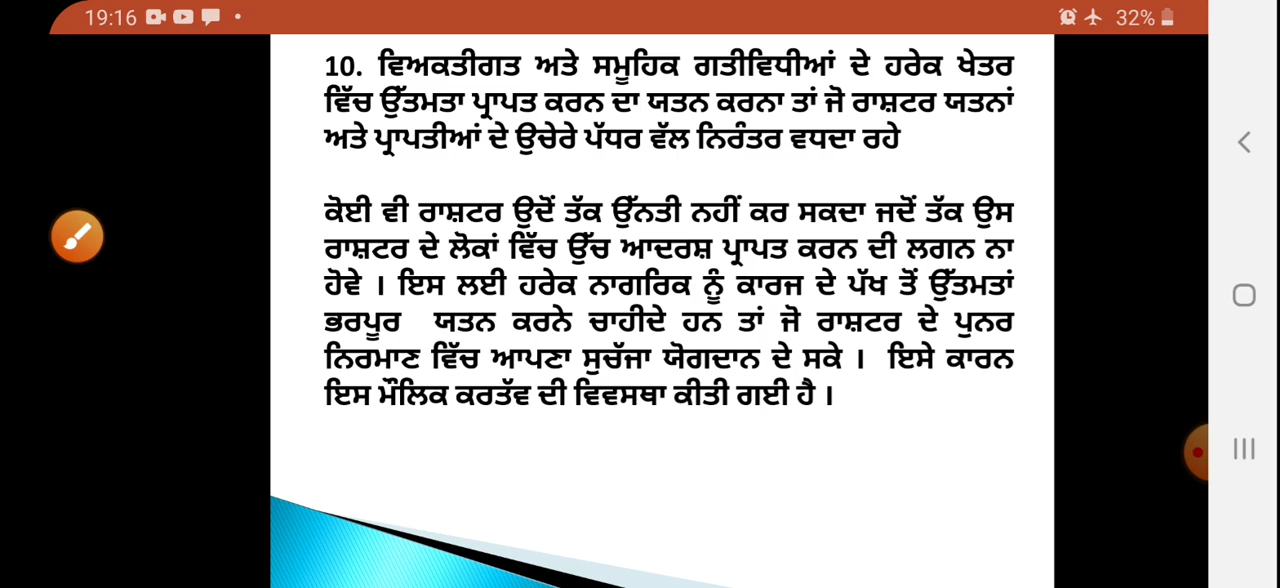 19:16
32%
10. ਵਿਅਕਤੀਗਤ ਅਤੇ ਸਮੂਹਿਕ ਗਤੀਵਿਧੀਆਂ ਦੇ ਹਰੇਕ ਖੇਤਰ
ਵਿੱਚ ਉੱਤਮਤਾ ਪ੍ਰਾਪਤ ਕਰਨ ਦਾ ਯਤਨ ਕਰਨਾ ਤਾਂ ਜੋ ਰਾਸ਼ਟਰ ਯਤਨਾਂ
ਅਤੇ ਪ੍ਰਾਪਤੀਆਂ ਦੇ ਉਚੇਰੇ ਪੱਧਰ ਵੱਲ ਨਿਰੰਤਰ ਵਧਦਾ ਰਹੇ
ਕੋਈ ਵੀ ਰਾਸ਼ਟਰ ਉਦੋਂ ਤੱਕ ਉੱਨਤੀ ਨਹੀਂ ਕਰ ਸਕਦਾ ਜਦੋਂ ਤੱਕ ਉਸ
ਰਾਸ਼ਟਰ ਦੇ ਲੋਕਾਂ ਵਿੱਚ ਉੱਚ ਆਦਰਸ਼ ਪ੍ਰਾਪਤ ਕਰਨ ਦੀ ਲਗਨ ਨਾ
ਹੋਵੇ । ਇਸ ਲਈ ਹਰੇਕ ਨਾਗਰਿਕ ਨੂੰ ਕਾਰਜ ਦੇ ਪੱਖ ਤੋਂ ਉੱਤਮਤਾਂ
ਭਰਪੂਰ ਯਤਨ ਕਰਨੇ ਚਾਹੀਦੇ ਹਨ ਤਾਂ ਜੋ ਰਾਸ਼ਟਰ ਦੇ ਪੁਨਰ
ਨਿਰਮਾਣ ਵਿੱਚ ਆਪਣਾ ਸੁਚੱਜਾ ਯੋਗਦਾਨ ਦੇ ਸਕੇ । ਇਸੇ ਕਾਰਨ
ਇਸ ਮੌਲਿਕ ਕਰਤੱਵ ਦੀ ਵਿਵਸਥਾ ਕੀਤੀ ਗਈ ਹੈ ।